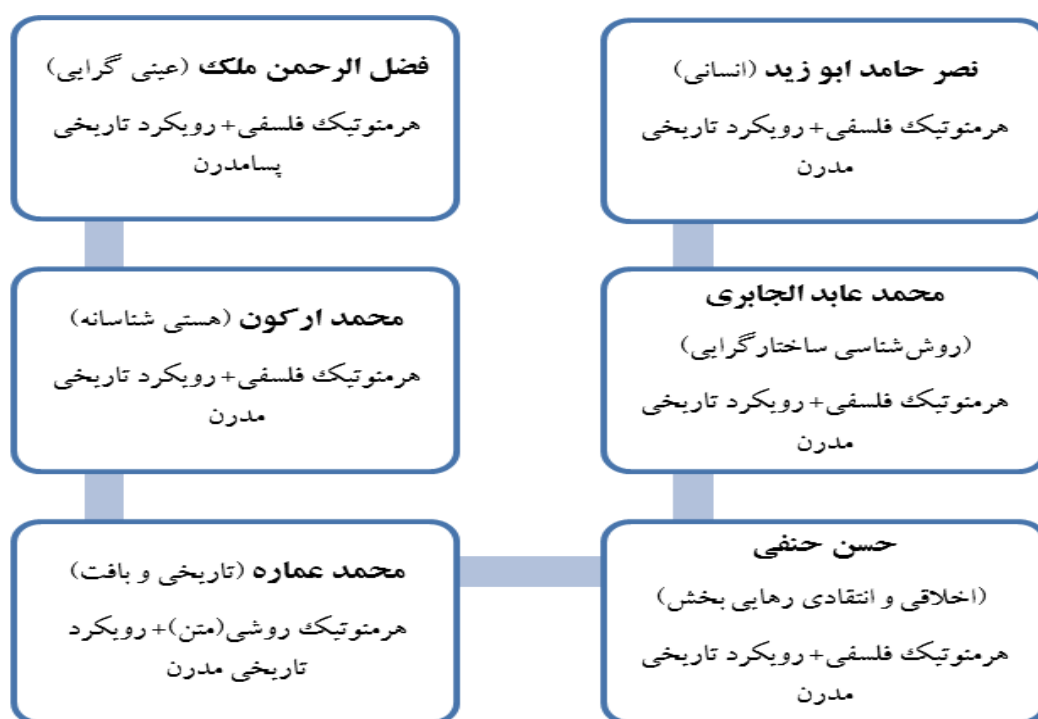 فضل الرحمن ملک (عینی گرایی)
هرمنوتیک فلسفی+ رویکرد تاریخی
پسامدرن
محمد ارکون (هستی شناسانه)
هرمنوتیک فلسفی+ رویکرد تاریخی
مدرن
محمد عماره (تاریخی و بافت)
هرمنوتیک روشی(متن)+ رویکرد
تاریخی مدرن
حسن حنفی
(اخلاقی و انتقادی رهایی بخش)
هرمنوتیک فلسفی+ رویکرد تاریخی
مدرن
محمد عابد الجابری
(روش‌شناسی ساختارگرایی)
هرمنوتیک فلسفی+ رویکرد تاریخی
مدرن
نصر حامد ابو زید (انسانی)
هرمنوتیک فلسفی+ رویکرد تاریخی
مدرن